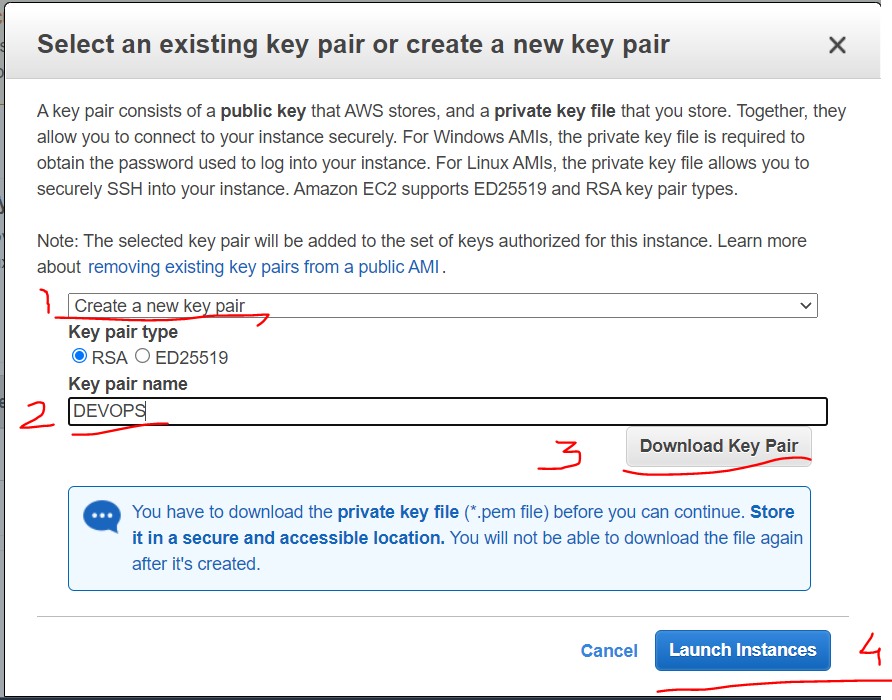 Select an existing key pair or create a new key pair
A key pair consists of a public key that AWS stores, and a private key file that you store. Together, they
allow you to connect to your instance securely. For Windows AMIs, the private key file is required to
obtain the password used to log into your instance. For Linux AMIs, the private key file allows you to
securely SSH into your instance. Amazon EC2 supports ED25519 and RSA key pair types.
Note: The selected key pair will be added to the set of keys authorized for this instance. Learn more
about removing existing key pairs from a public AMI.
1 Create a new key pair
Key pair type
RSA ED25519
Key pair name
2 DEVOPS
3 Download Key Pair
You have to download the private key file (*.pem file) before you can continue. Store
it in a secure and accessible location. You will not be able to download the file again
after it's created.
Cancel Launch Instances 4